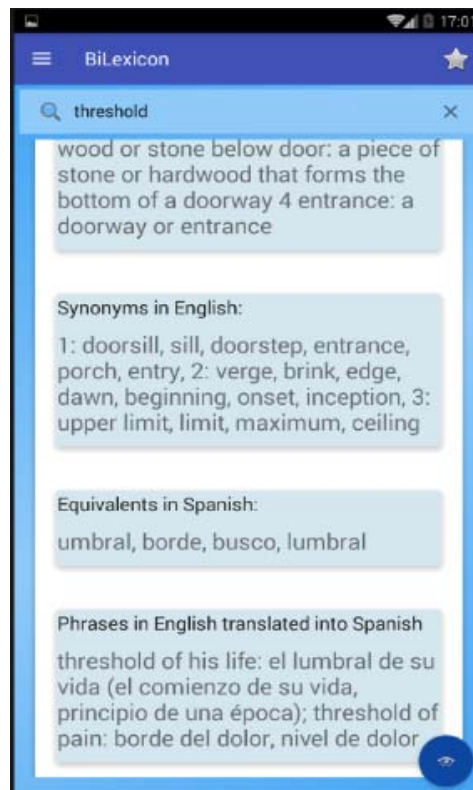 17:01
BiLexicon
threshold
wood or stone below door: a piece of
stone or hardwood that forms the
bottom of a doorway 4 entrance: a
doorway or entrance
Synonyms in English:
1: doorsill, sill, doorstep, entrance,
porch, entry, 2: verge, brink, edge,
dawn, beginning, onset, inception, 3:
upper limit, limit, maximum, ceiling
Equivalents in Spanish:
umbral, borde, busco, lumbral
Phrases in English translated into Spanish
threshold of his life: el lumbral de su
vida (el comienzo de su vida,
principio de una época); threshold of
pain: borde del dolor, nivel de dolor